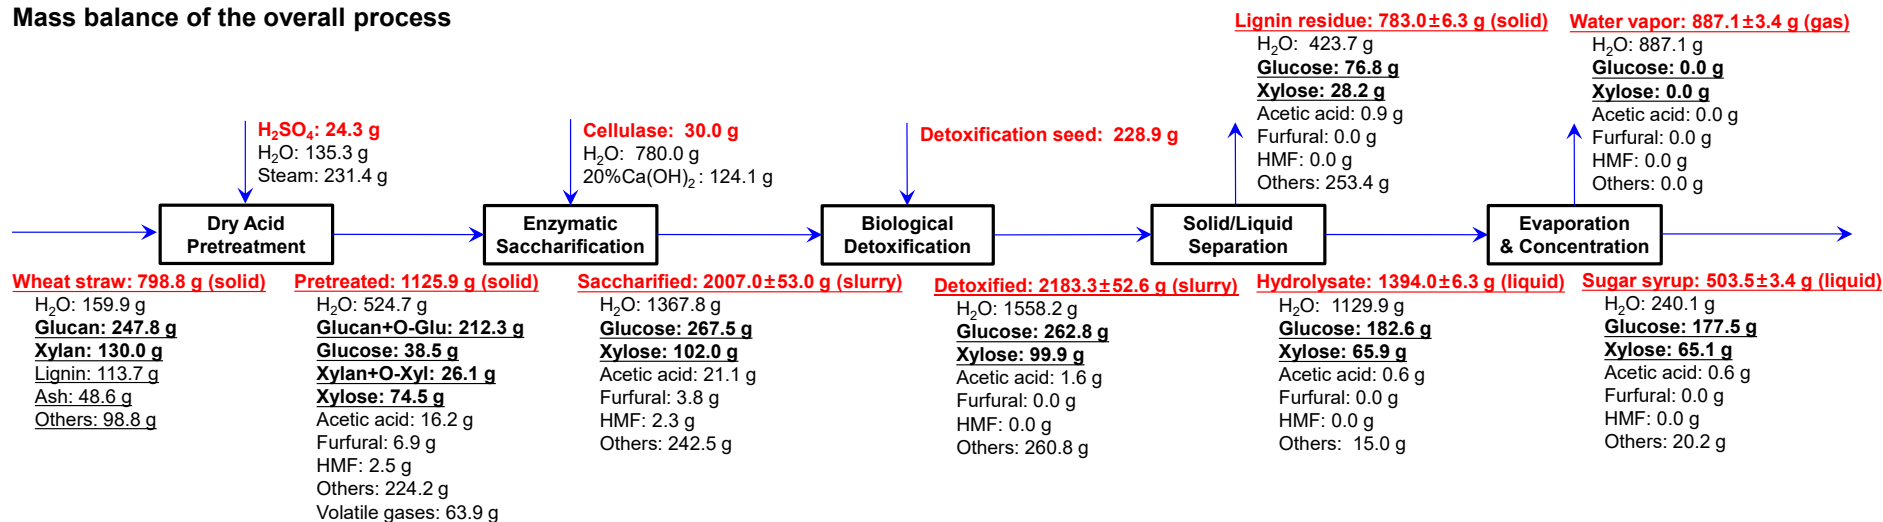 Mass balance of the overall process
Lignin residue: 783.0±6.3 g (solid)
H₂O: 423.7 g
Glucose: 76.8 g
Xylose: 28.2 g
Acetic acid: 0.9 g
Furfural: 0.0 g
HMF: 0.0 g
Others: 253.4 g
Water vapor: 887.1±3.4 g (gas)
H₂O: 887.1 g
Glucose: 0.0 g
Xylose: 0.0 g
Acetic acid: 0.0 g
Furfural: 0.0 g
HMF: 0.0 g
Others: 0.0 g
H₂SO₄: 24.3 g
H₂O: 135.3 g
Steam: 231.4 g
Cellulase: 30.0 g
H₂O: 780.0 g
20%Ca(OH)₂ : 124.1 g
Detoxification seed: 228.9 g
Dry Acid
Pretreatment
Enzymatic
Saccharification
Biological
Detoxification
Solid/Liquid
Separation
Evaporation
& Concentration
Wheat straw: 798.8 g (solid)
H₂O: 159.9 g
Glucan: 247.8 g
Xylan: 130.0 g
Lignin: 113.7 g
Ash: 48.6 g
Others: 98.8 g
Pretreated: 1125.9 g (solid)
H₂O: 524.7 g
Glucan+O-Glu: 212.3 g
Glucose: 38.5 g
Xylan+O-Xyl: 26.1 g
Xylose: 74.5 g
Acetic acid: 16.2 g
Furfural: 6.9 g
HMF: 2.5 g
Others: 224.2 g
Volatile gases: 63.9 g
Saccharified: 2007.0±53.0 g (slurry)
H₂O: 1367.8 g
Glucose: 267.5 g
Xylose: 102.0 g
Acetic acid: 21.1 g
Furfural: 3.8 g
HMF: 2.3 g
Others: 242.5 g
Detoxified: 2183.3±52.6 g (slurry)
H₂O: 1558.2 g
Glucose: 262.8 g
Xylose: 99.9 g
Acetic acid: 1.6 g
Furfural: 0.0 g
HMF: 0.0 g
Others: 260.8 g
Hydrolysate: 1394.0±6.3 g (liquid)
H₂O: 1129.9 g
Glucose: 182.6 g
Xylose: 65.9 g
Acetic acid: 0.6 g
Furfural: 0.0 g
HMF: 0.0 g
Others: 15.0 g
Sugar syrup: 503.5±3.4 g (liquid)
H₂O: 240.1 g
Glucose: 177.5 g
Xylose: 65.1 g
Acetic acid: 0.6 g
Furfural: 0.0 g
HMF: 0.0 g
Others: 20.2 g